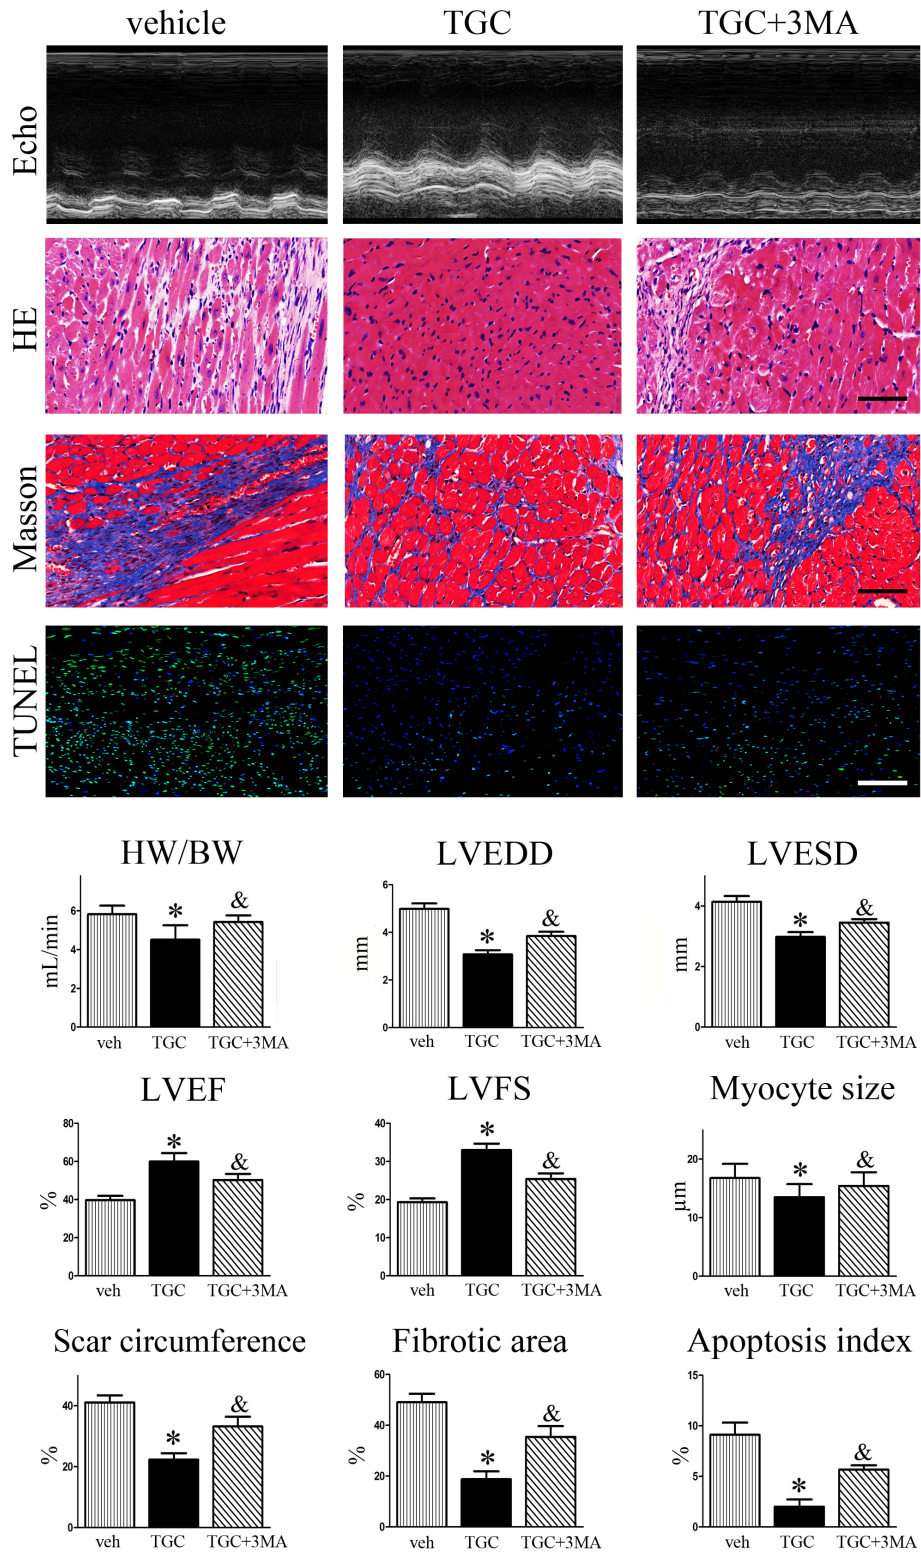 vehicle TGC TGC+3MA
Echo
HE
Masson
TUNEL
HW/BW LVEDD LVESD
mL/min
6
4
2
0
veh TGC TGC+3MA
* &
mm
6
4
2
0
veh TGC TGC+3MA
* &
mm
4
2
0
veh TGC TGC+3MA
* &
LVEF LVFS Myocyte size
%
80
60
40
20
0
veh TGC TGC+3MA
* &
%
40
30
20
10
0
veh TGC TGC+3MA
* &
μm
20
10
0
veh TGC TGC+3MA
* &
Scar circumference Fibrotic area Apoptosis index
%
40
20
0
veh TGC TGC+3MA
* &
%
60
40
20
0
veh TGC TGC+3MA
* &
%
15
10
5
0
veh TGC TGC+3MA
* &